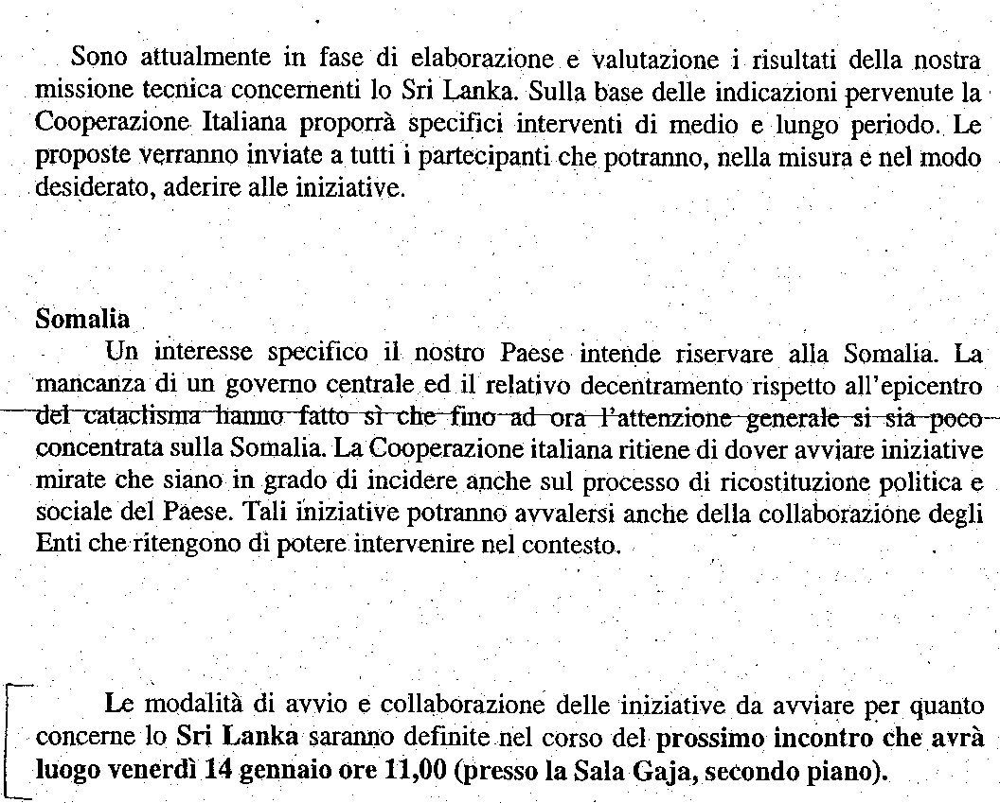 Sono attualmente in fase di elaborazione e valutazione i risultati della nostra
missione tecnica concernenti lo Sri Lanka. Sulla base delle indicazioni pervenute la
Cooperazione Italiana proporrà specifici interventi di medio e lungo periodo. Le
proposte verranno inviate a tutti i partecipanti che potranno, nella misura e nel modo
desiderato, aderire alle iniziative.
Somalia
Un interesse specifico il nostro Paese intende riservare alla Somalia. La
mancanza di un governo centrale ed il relativo decentramento rispetto all'epicentro
del cataclisma hanno fatto sì che fino ad ora l'attenzione generale si sia poco
concentrata sulla Somalia. La Cooperazione italiana ritiene di dover avviare iniziative
mirate che siano in grado di incidere anche sul processo di ricostituzione politica e
sociale del Paese. Tali iniziative potranno avvalersi anche della collaborazione degli
Enti che ritengono di potere intervenire nel contesto.
Le modalità di avvio e collaborazione delle iniziative da avviare per quanto
concerne lo Sri Lanka saranno definite nel corso del prossimo incontro che avrà
luogo venerdì 14 gennaio ore 11,00 (presso la Sala Gaja, secondo piano).